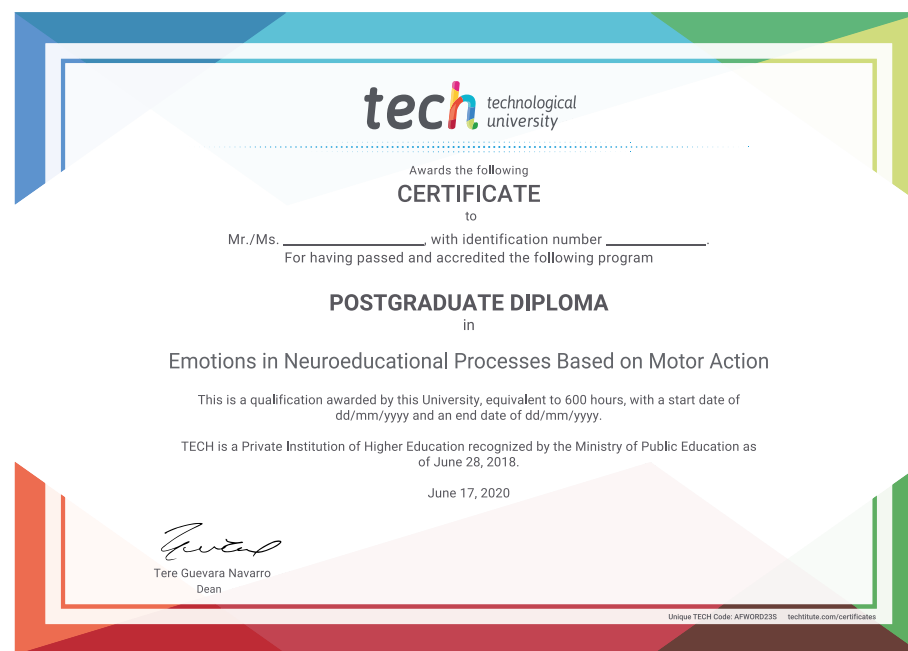 tech technological
university
Awards the following
CERTIFICATE
to
Mr./Ms. ____________________, with identification number ______________.
For having passed and accredited the following program
POSTGRADUATE DIPLOMA
in
Emotions in Neuroeducational Processes Based on Motor Action
This is a qualification awarded by this University, equivalent to 600 hours, with a start date of
dd/mm/yyyy and an end date of dd/mm/yyyy.
TECH is a Private Institution of Higher Education recognized by the Ministry of Public Education as
of June 28, 2018.
June 17, 2020
Tere Guevara Navarro
Dean
Unique TECH Code: AFWORD23S techtitute.com/certificates